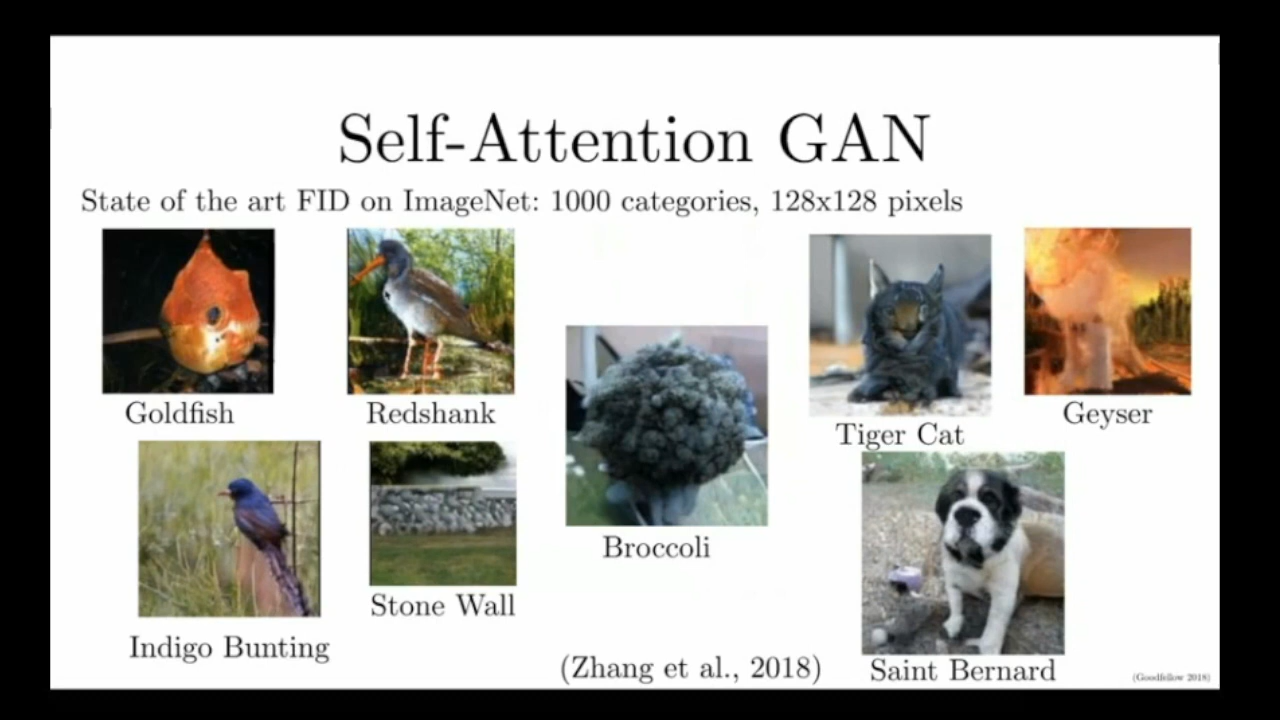 Self-Attention GAN
State of the art FID on ImageNet: 1000 categories, 128x128 pixels
Goldfish
Redshank
Tiger Cat
Geyser
Broccoli
Stone Wall
Indigo Bunting
(Zhang et al., 2018)
Saint Bernard
(Goodfellow 2018)